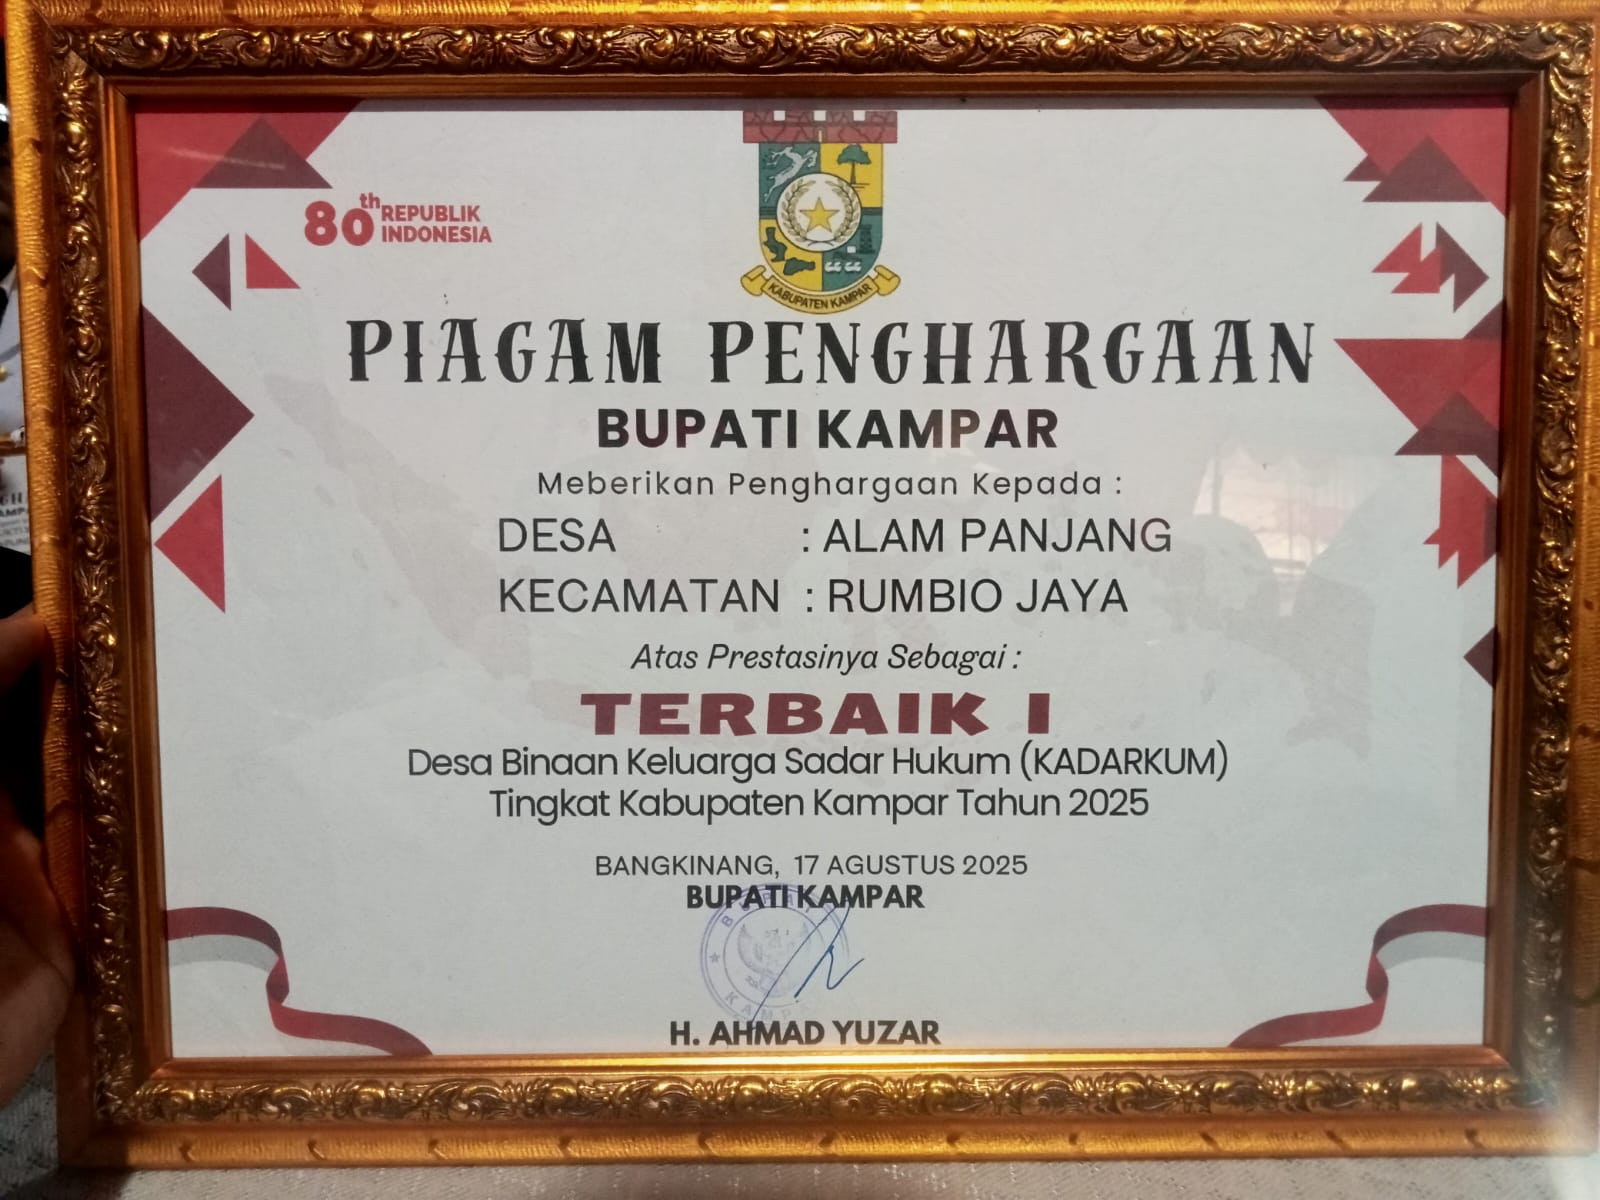 80th REPUBLIK
INDONESIA
KABUPATEN KAMPAR
PIAGAM PENGHARGAAN
BUPATI KAMPAR
Meberikan Penghargaan Kepada :
DESA : ALAM PANJANG
KECAMATAN : RUMBIO JAYA
Atas Prestasinya Sebagai :
TERBAIK I
Desa Binaan Keluarga Sadar Hukum (KADARKUM)
Tingkat Kabupaten Kampar Tahun 2025
BANGKINANG, 17 AGUSTUS 2025
BUPATI KAMPAR
BUPATI
KAMPAR
H. AHMAD YUZAR